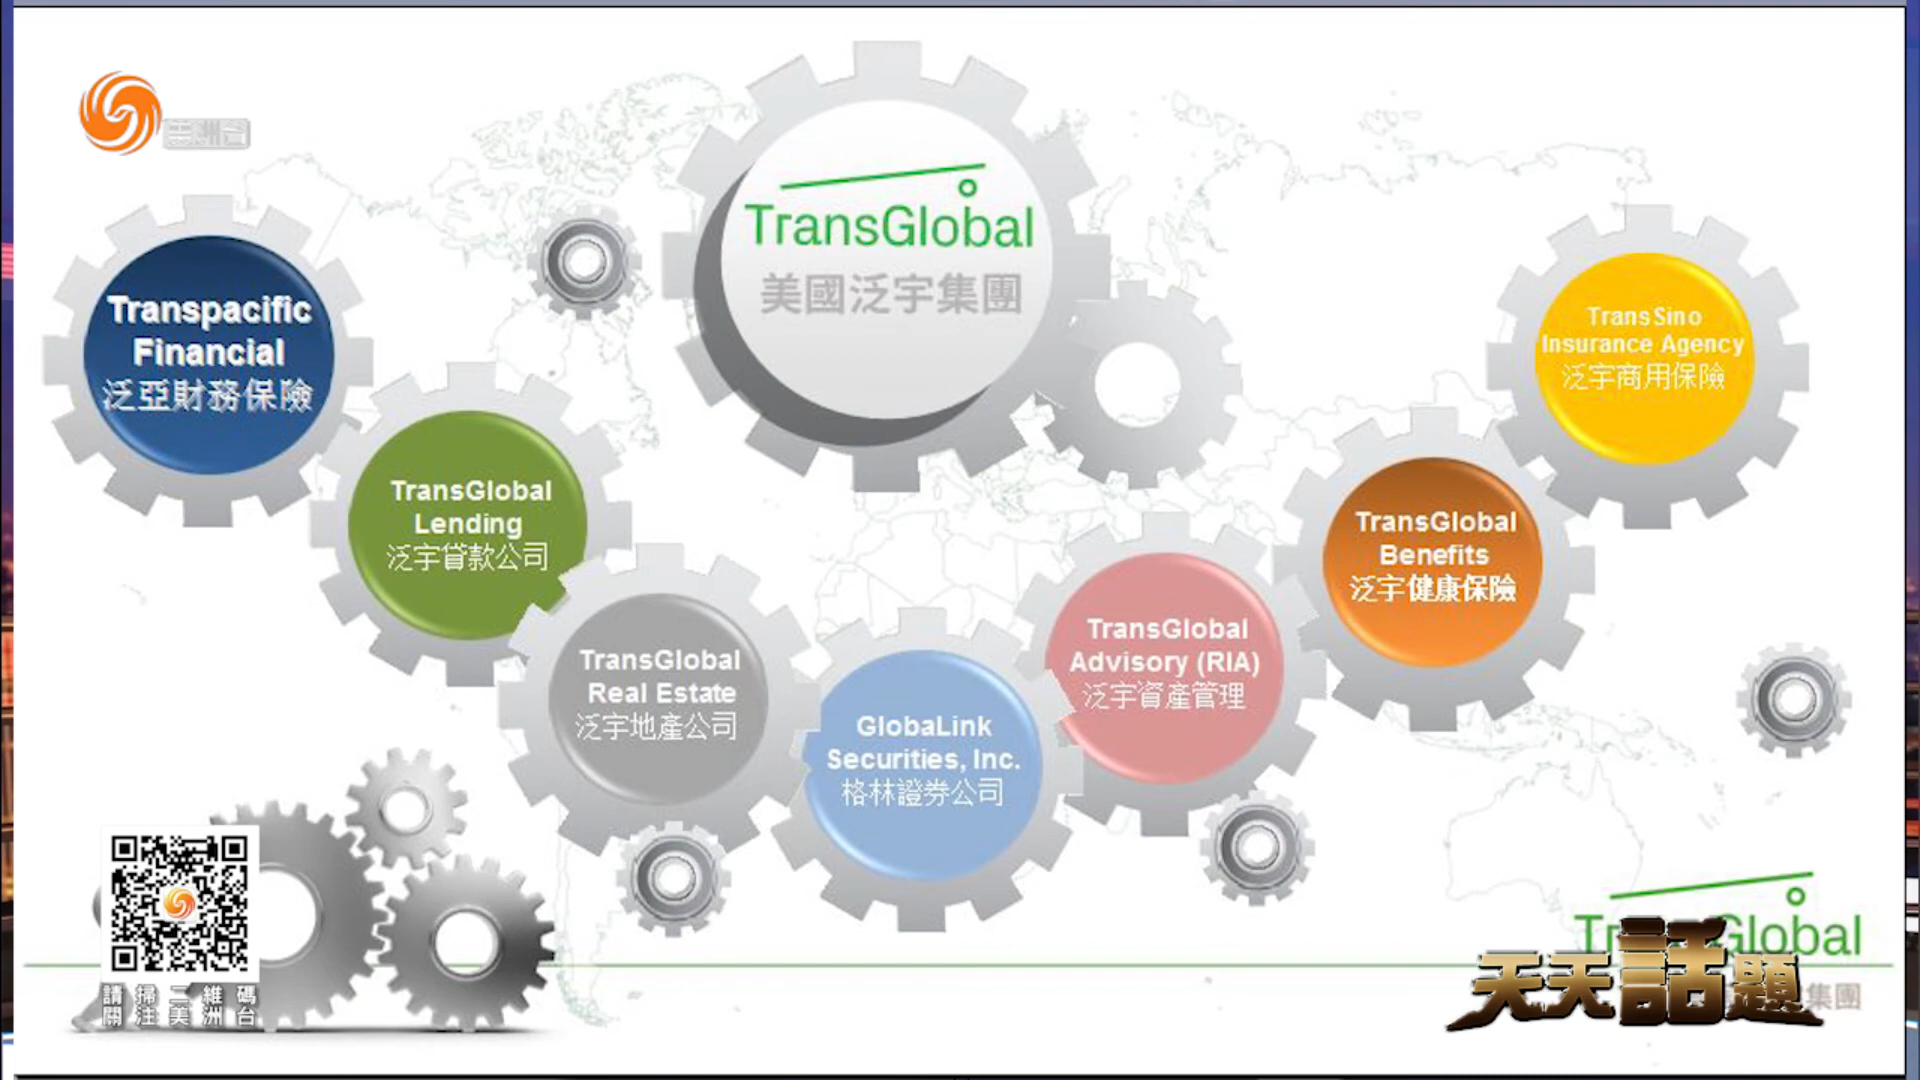 美洲台
TransGlobal
美國泛宇集團
Transpacific
Financial
泛亞財務保險
TransGlobal
Lending
泛宇貸款公司
TransGlobal
Real Estate
泛宇地產公司
GlobaLink
Securities, Inc.
格林證券公司
TransGlobal
Advisory (RIA)
泛宇資產管理
TransGlobal
Benefits
泛宇健康保險
TransSino
Insurance Agency
泛宇商用保險
請掃二維碼
關注美洲台
天天話題
集團